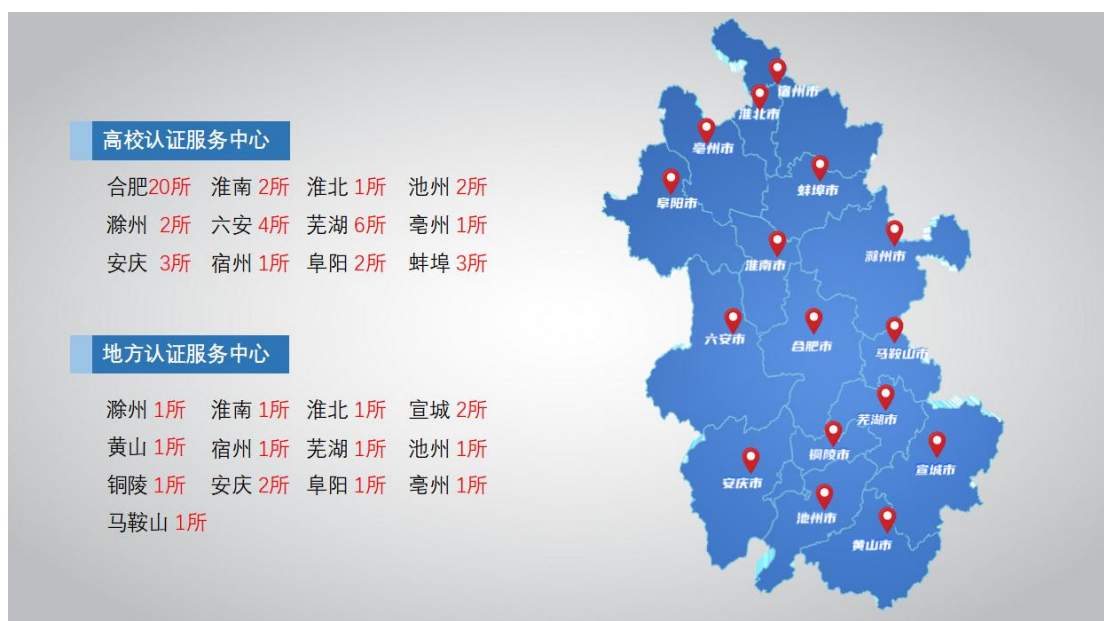 高校认证服务中心
合肥20所 淮南 2所 淮北 1所 池州 2所
滁州 2所 六安 4所 芜湖 6所 亳州 1所
安庆 3所 宿州 1所 阜阳 2所 蚌埠 3所
地方认证服务中心
滁州 1所 淮南 1所 淮北 1所 宣城 2所
黄山 1所 宿州 1所 芜湖 1所 池州 1所
铜陵 1所 安庆 2所 阜阳 1所 亳州 1所
马鞍山 1所
宿州市
淮北市
亳州市
蚌埠市
阜阳市
滁州市
淮南市
六安市
合肥市
马鞍山市
芜湖市
铜陵市
宣城市
安庆市
池州市
黄山市